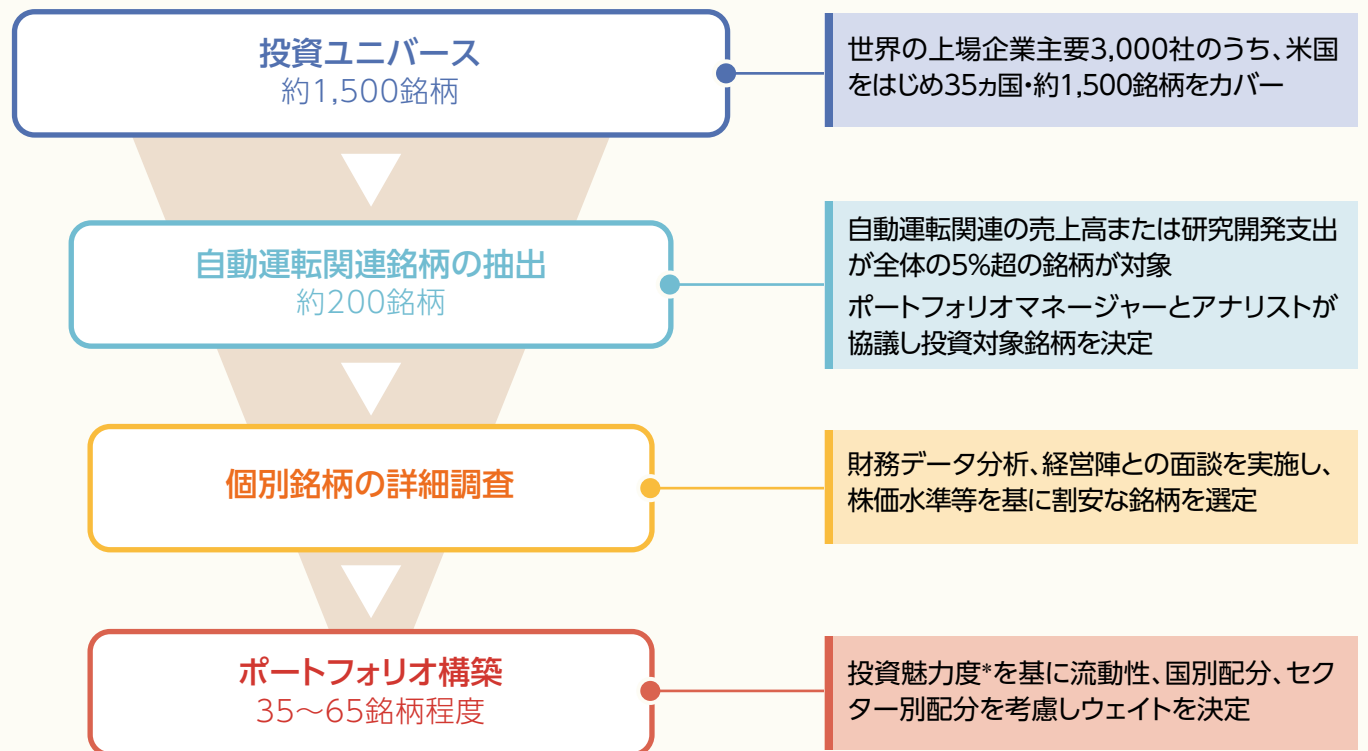 投資ユニバース
約1,500銘柄
世界の上場企業主要3,000社のうち、米国
をはじめ35ヵ国・約1,500銘柄をカバー
自動運転関連銘柄の抽出
約200銘柄
自動運転関連の売上高または研究開発支出
が全体の5%超の銘柄が対象
ポートフォリオマネージャーとアナリストが
協議し投資対象銘柄を決定
個別銘柄の詳細調査
財務データ分析、経営陣との面談を実施し、
株価水準等を基に割安な銘柄を選定
ポートフォリオ構築
35〜65銘柄程度
投資魅力度*を基に流動性、国別配分、セク
ター別配分を考慮しウェイトを決定